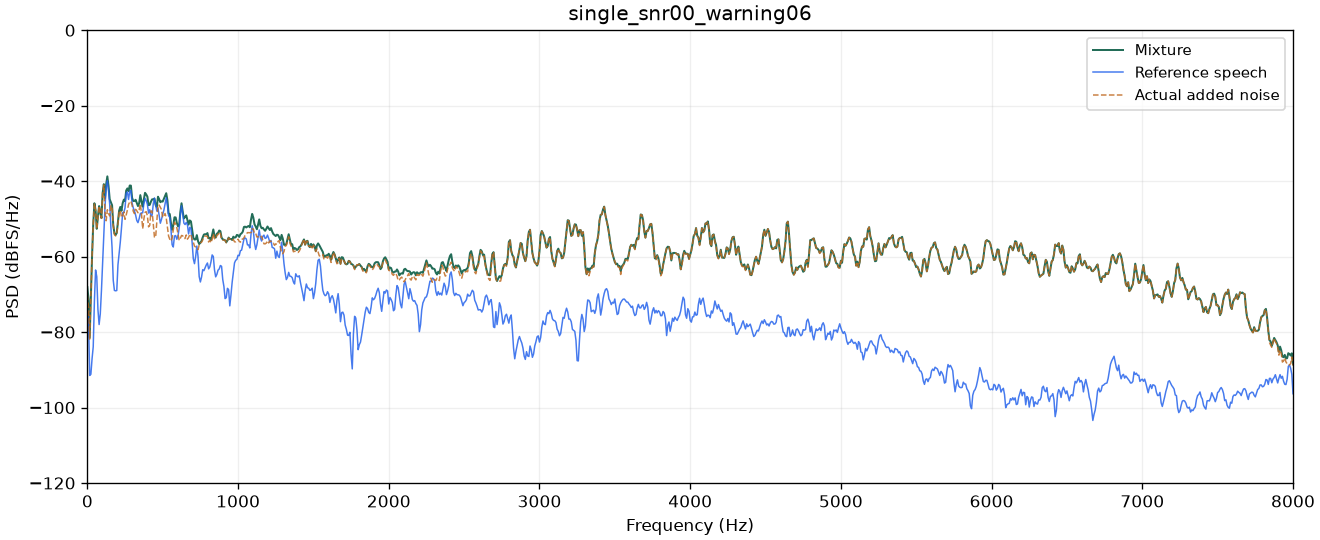 single_snr00_warning06
PSD (dBFS/Hz)
0
−20
−40
−60
−80
−100
−120
Mixture
Reference speech
Actual added noise
0 1000 2000 3000 4000 5000 6000 7000 8000
Frequency (Hz)